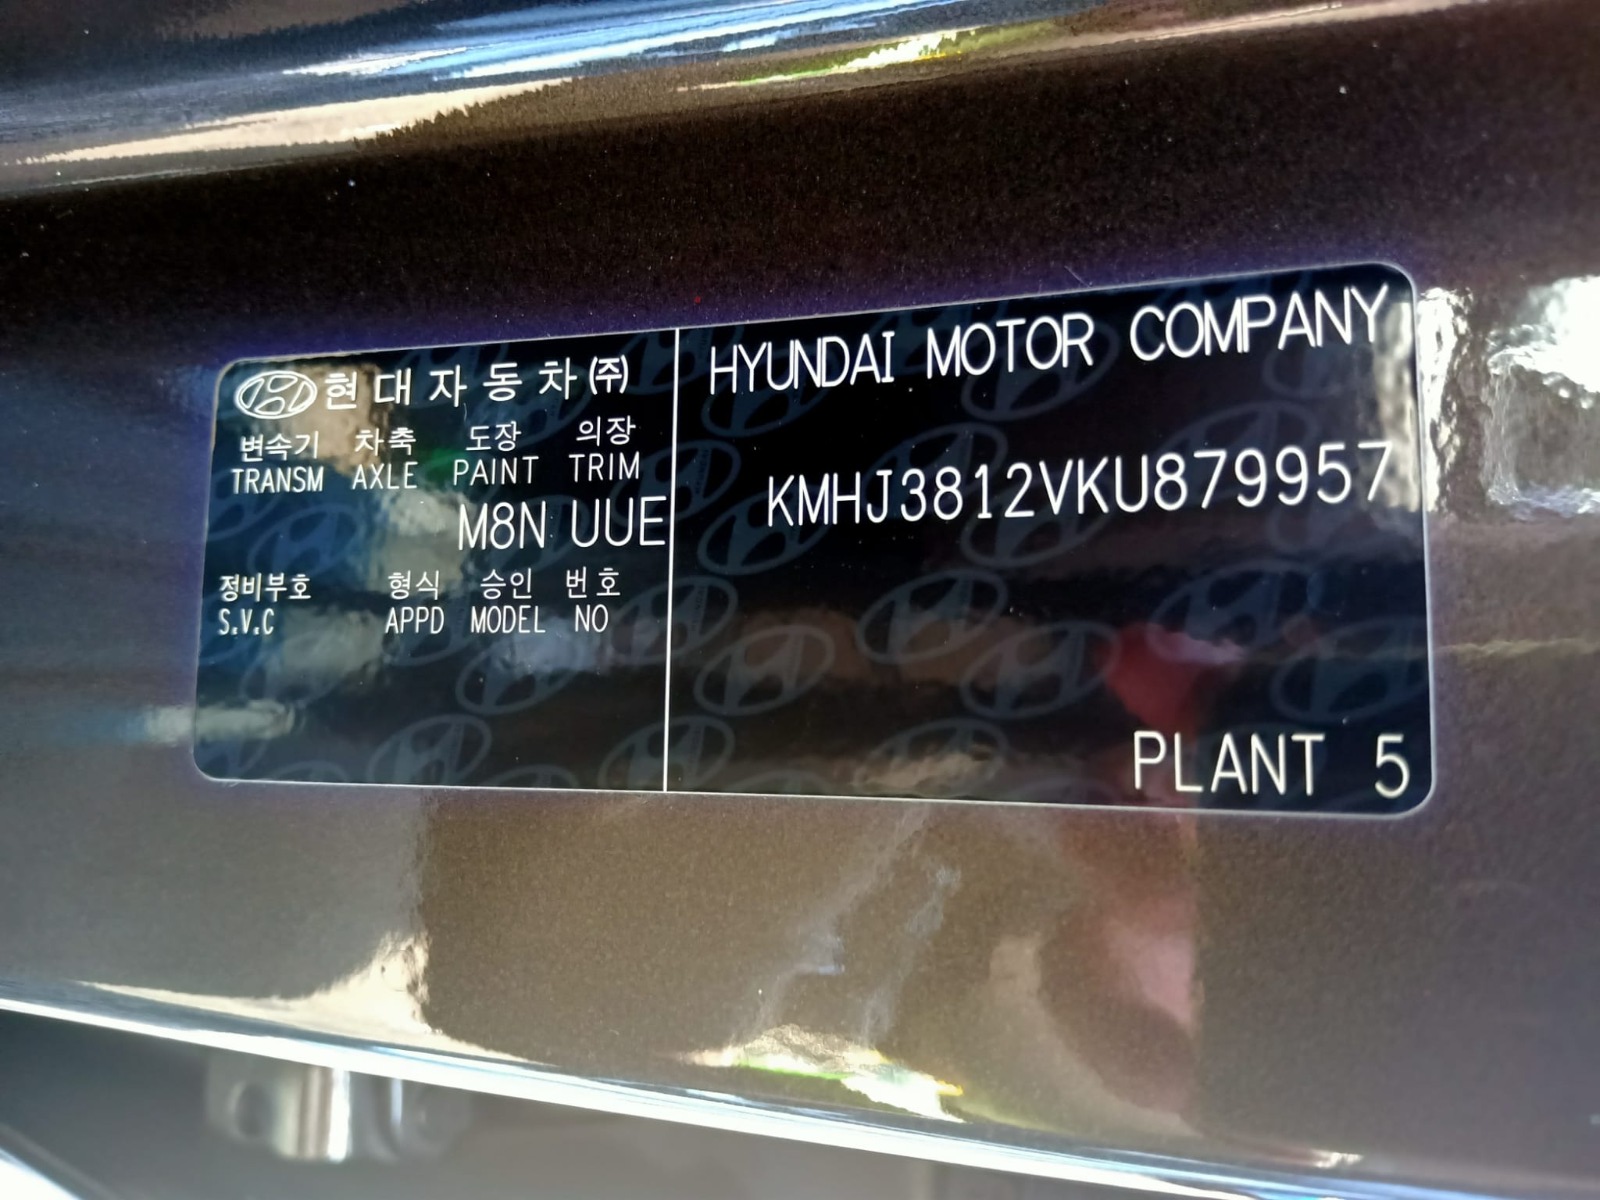 현대자동차㈜
변속기 차축 도장 의장
TRANSM AXLE PAINT TRIM
M8N UUE
정비부호 형식 승인 번호
S.V.C APPD MODEL NO
HYUNDAI MOTOR COMPANY
KMHJ3812VKU879957
PLANT 5